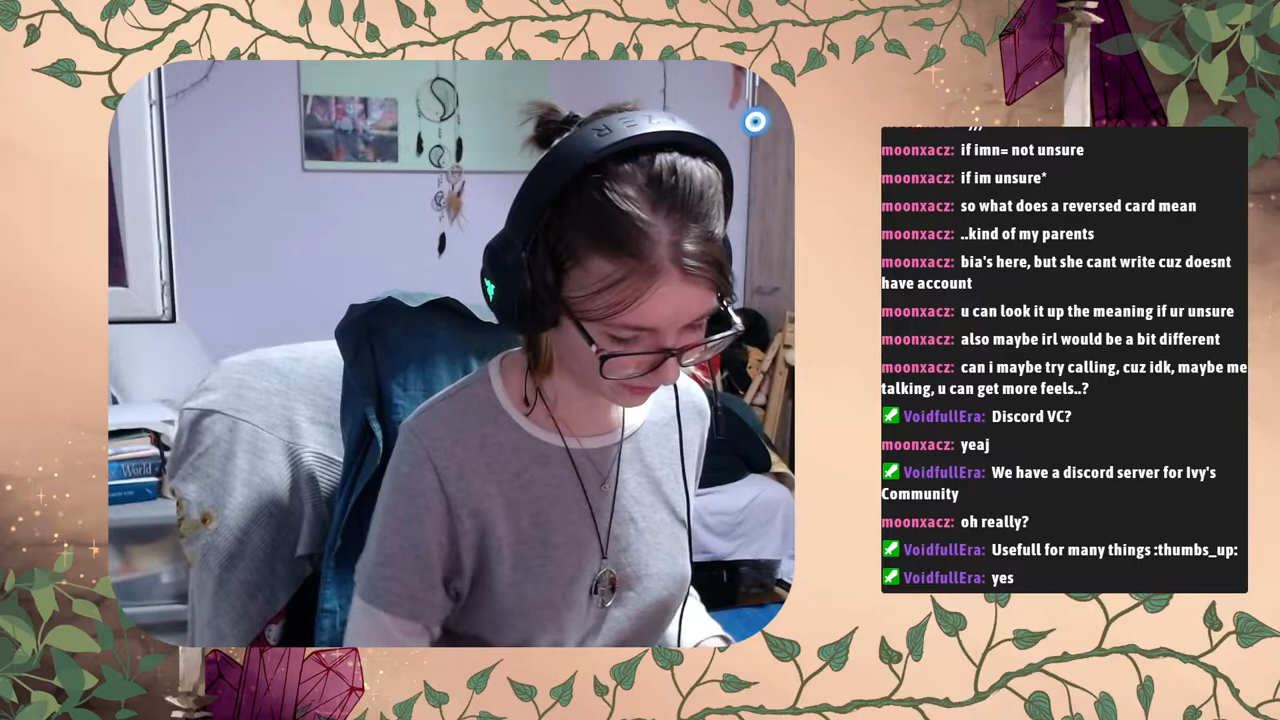 moonxacz: if imn= not unsure
moonxacz: if im unsure*
moonxacz: so what does a reversed card mean
moonxacz: ..kind of my parents
moonxacz: bia's here, but she cant write cuz doesnt
have account
moonxacz: u can look it up the meaning if ur unsure
moonxacz: also maybe irl would be a bit different
moonxacz: can i maybe try calling, cuz idk, maybe me
talking, u can get more feels..?
VoidfullEra: Discord VC?
moonxacz: yeaj
VoidfullEra: We have a discord server for Ivy's
Community
moonxacz: oh really?
VoidfullEra: Usefull for many things :thumbs_up:
VoidfullEra: yes
World